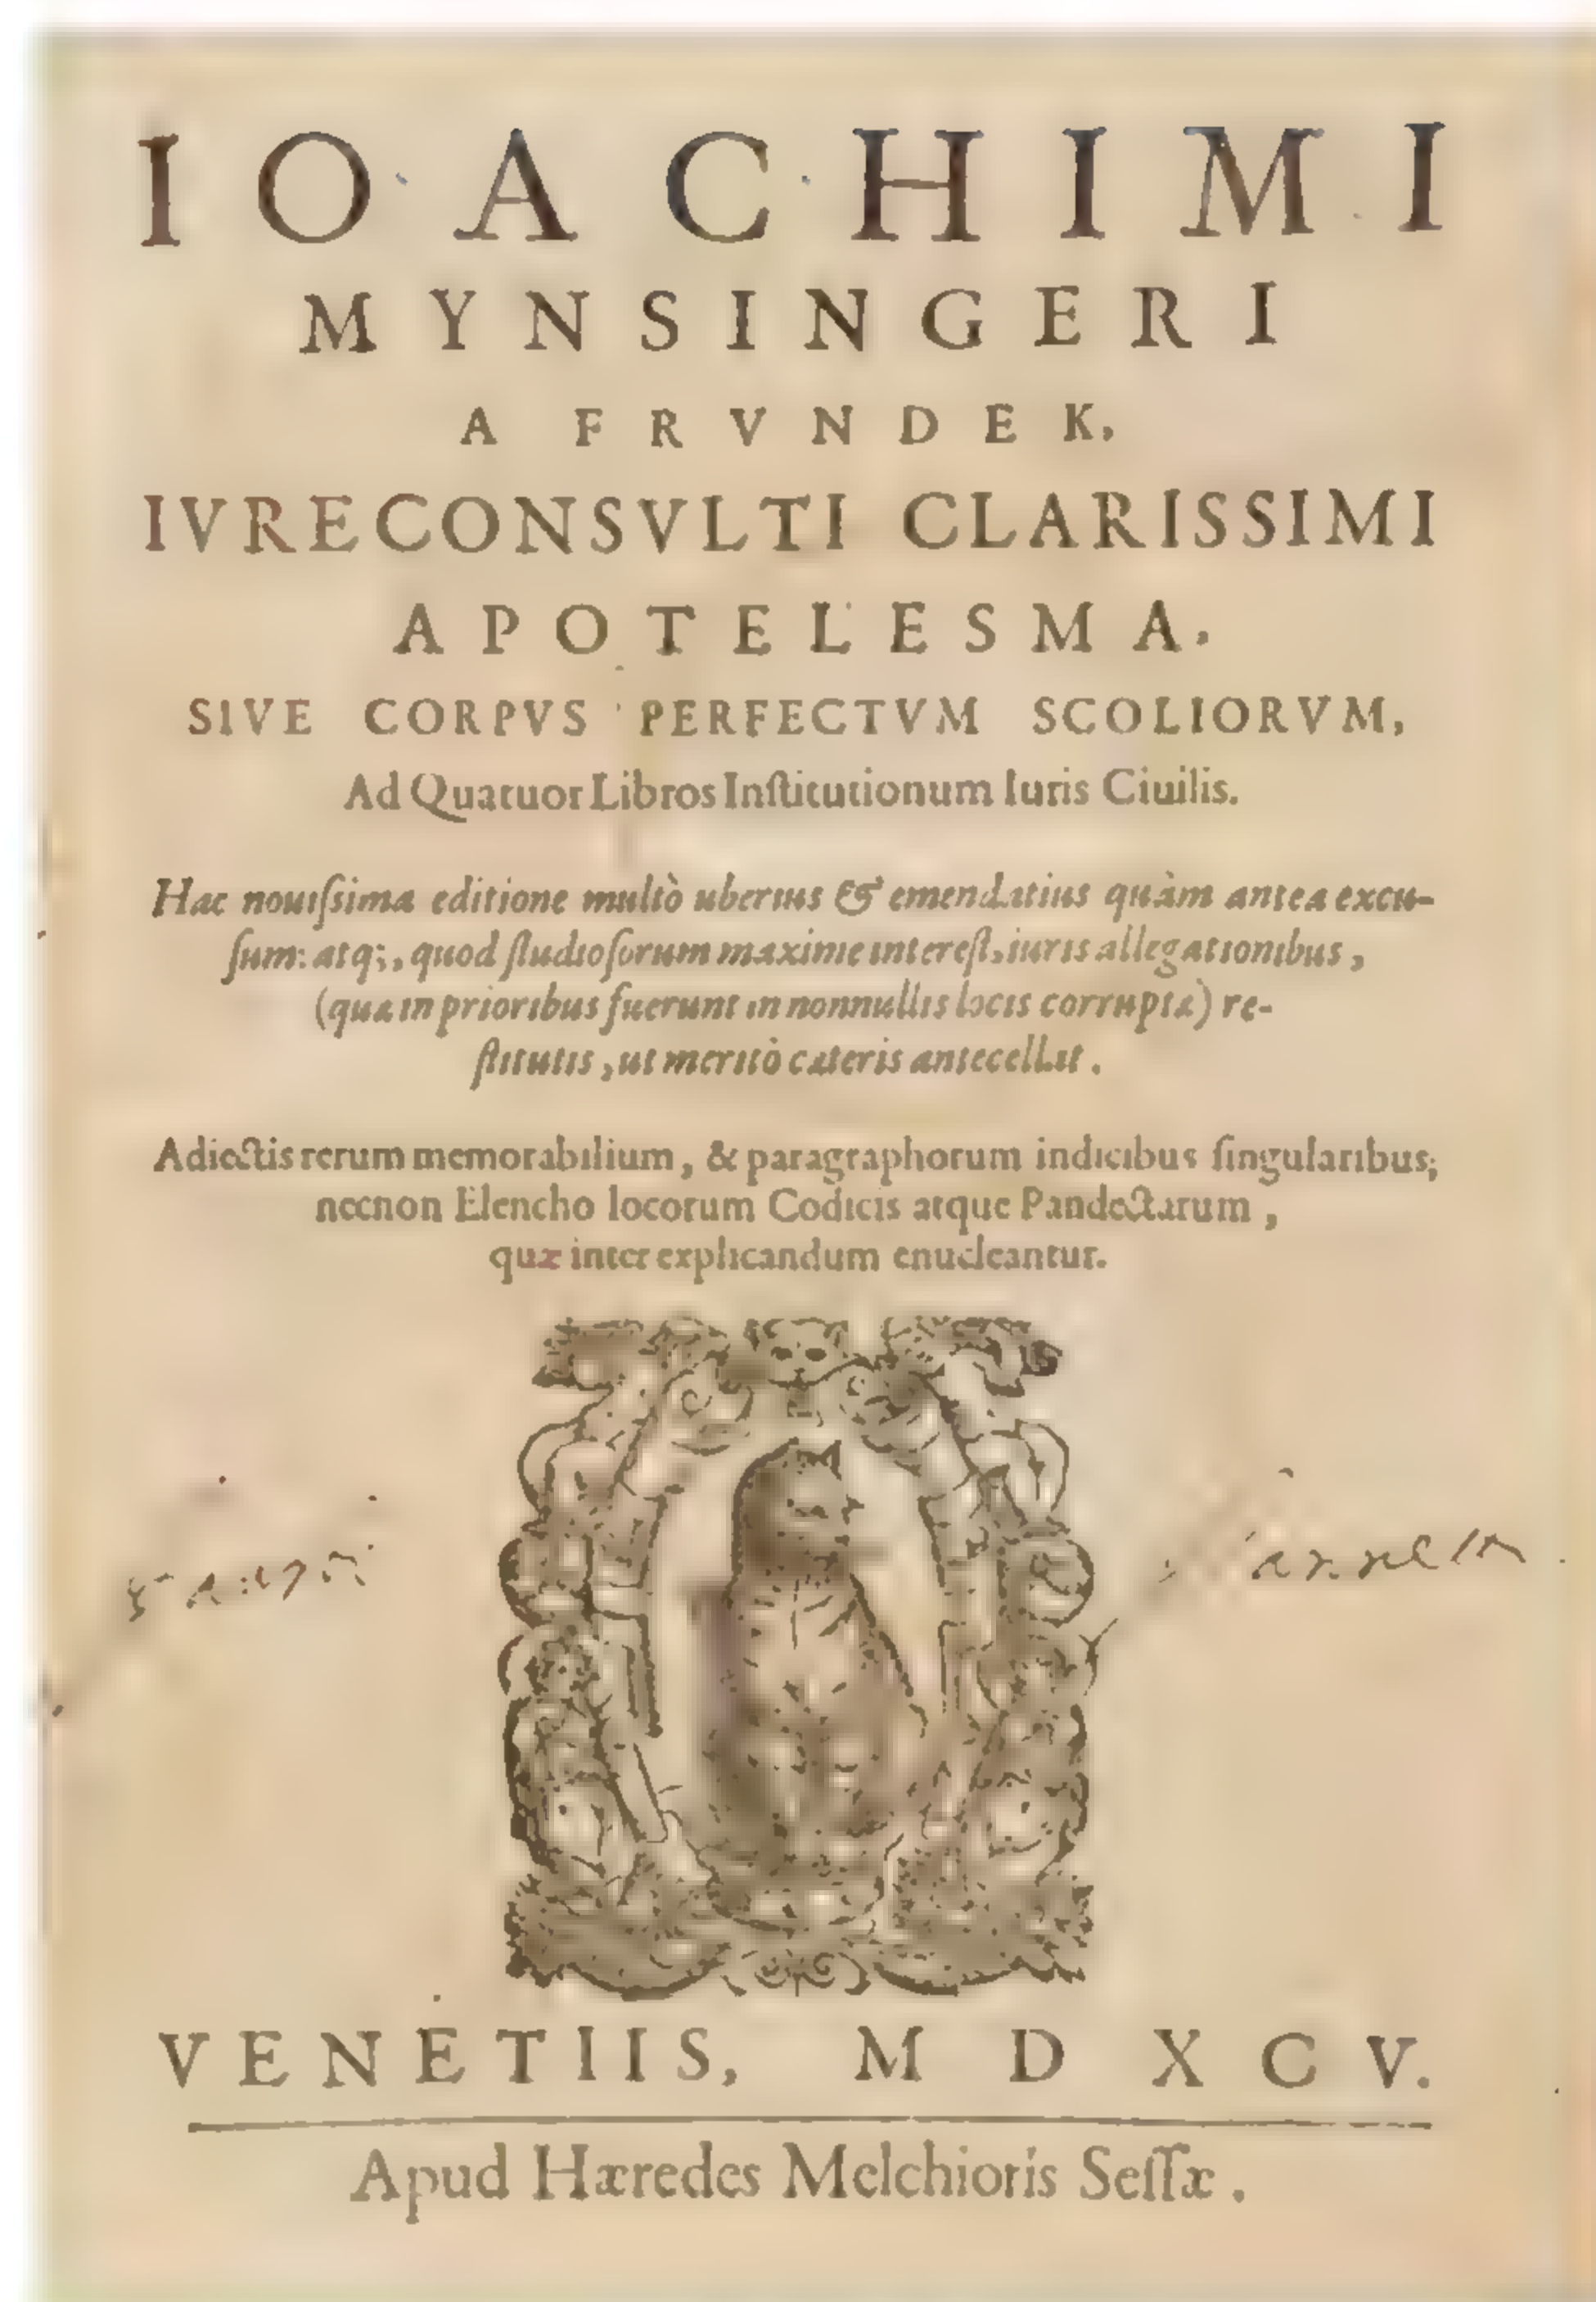 IOACHIMI
MYNSINGERI
A FRVNDEK,
IVRECONSVLTI CLARISSIMI
APOTELESMA.
SIVE CORPVS PERFECTVM SCOLIORVM,
Ad Quatuor Libros Inſtitutionum Iuris Ciuilis.
Hac nouiſsima editione multò uberius & emendatius quàm antea excu-
ſum: atq;, quod ſtudioſorum maxime intereſt, iuris allegationibus,
(quæ in prioribus fuerunt in nonnullis locis corruptæ) re-
ſtitutis, ut meritò cæteris antecellat.
Adiectis rerum memorabilium, & paragraphorum indicibus ſingularibus;
necnon Elencho locorum Codicis atque Pandectarum,
quæ inter explicandum enucleantur.
VENETIIS, M D X C V.
Apud Hæredes Melchioris Seſſæ.